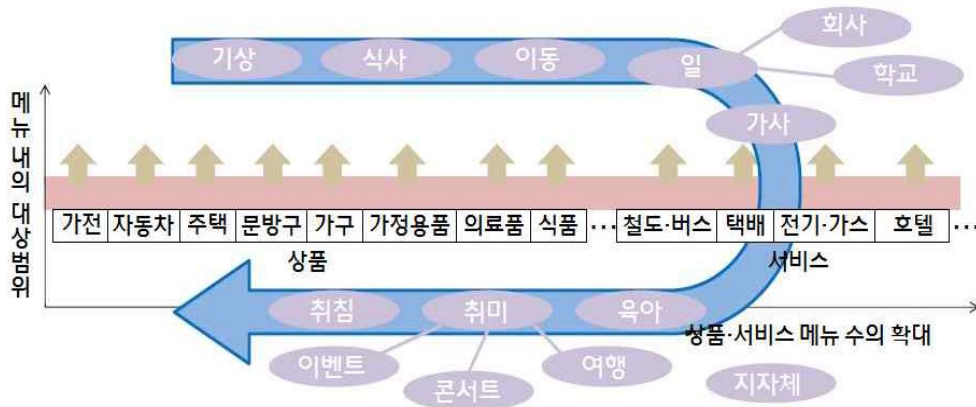 회사
기상 식사 이동 일
학교
가사
메뉴 내의 대상범위
가전 자동차 주택 문방구 가구 가정용품 의료품 식품 ··· 철도·버스 택배 전기·가스 호텔 ···
상품 서비스
취침 취미 육아
상품·서비스 메뉴 수의 확대
이벤트 여행
콘서트 지자체